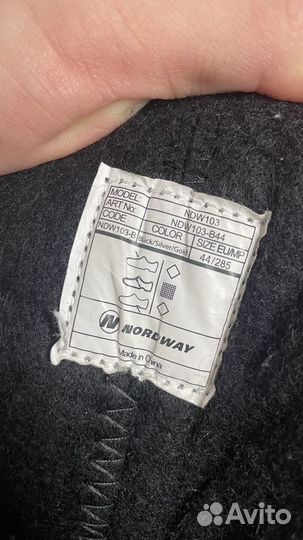 MODEL: NDW103
ART No: NDW103-B44
CODE COLOR SIZE EU/MP
NDW103-B Black/Silver/Gold 44/285
NORDWAY
Made in China
Avito